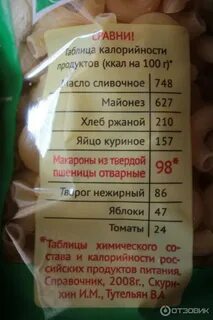 СРАВНИ!
Таблица калорийности
продуктов (ккал на 100 г)*
Масло сливочное 748
Майонез 627
Хлеб ржаной 210
Яйцо куриное 157
Макароны из твердой
пшеницы отварные 98*
Творог нежирный 86
Яблоки 47
Томаты 24
*Таблицы химического со-
става и калорийности рос-
сийских продуктов питания.
Справочник, 2008г., Скури-
хин И.М., Тутельян В.А
ОТЗОВИК